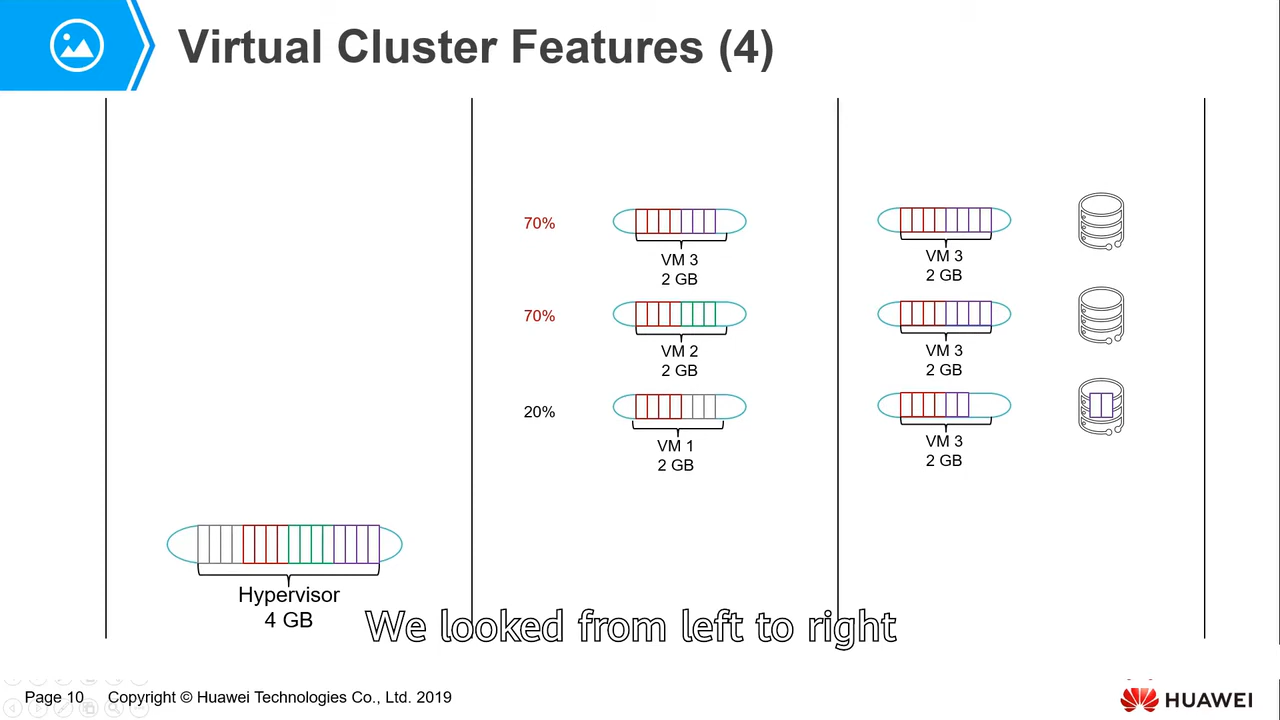 Virtual Cluster Features (4)
70%
VM 3
2 GB
70%
VM 2
2 GB
20%
VM 1
2 GB
VM 3
2 GB
VM 3
2 GB
VM 3
2 GB
Hypervisor
4 GB
We looked from left to right
Page 10 Copyright © Huawei Technologies Co., Ltd. 2019
HUAWEI